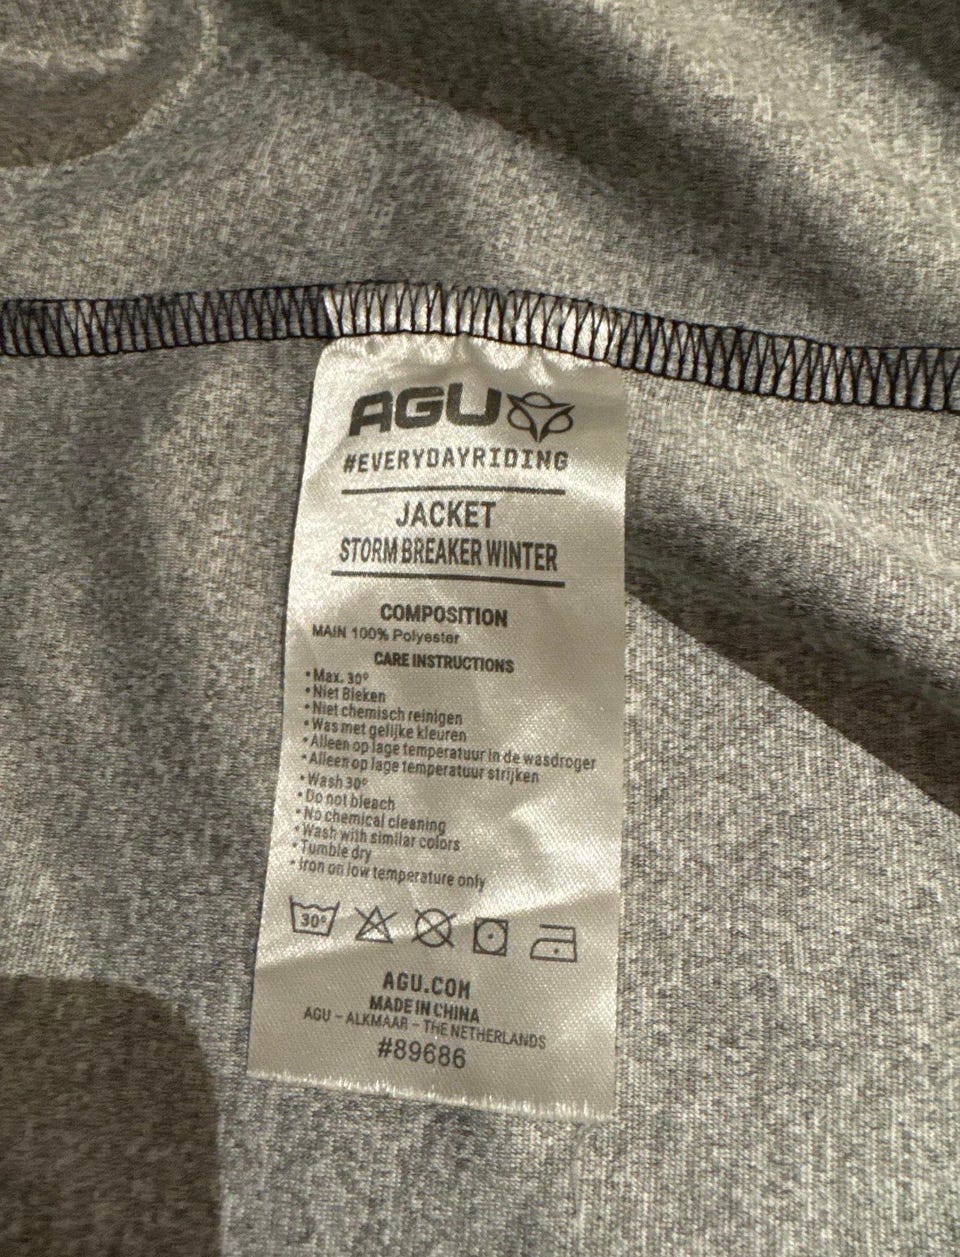 AGU
#EVERYDAYRIDING
JACKET
STORM BREAKER WINTER
COMPOSITION
MAIN 100% Polyester
CARE INSTRUCTIONS
• Max. 30°
• Niet Bleken
• Niet chemisch reinigen
• Was met gelijke kleuren
• Alleen op lage temperatuur in de wasdroger
• Alleen op lage temperatuur strijken
• Wash 30°
• Do not bleach
• No chemical cleaning
• Wash with similar colors
• Tumble dry
• Iron on low temperature only
30°
AGU.COM
MADE IN CHINA
AGU – ALKMAAR – THE NETHERLANDS
#89686